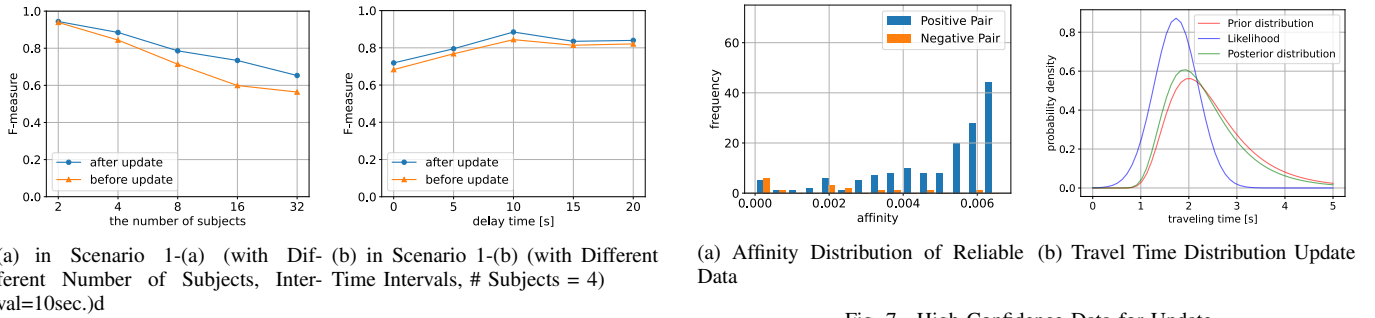 1.0
0.8
0.6
0.4
0.2
0.0
F-measure
after update
before update
2 4 8 16 32
the number of subjects
1.0
0.8
0.6
0.4
0.2
0.0
F-measure
after update
before update
0 5 10 15 20
delay time [s]
(a) in Scenario 1-(a) (with Dif-
ferent Number of Subjects, Inter-
val=10sec.)d
(b) in Scenario 1-(b) (with Different
Time Intervals, # Subjects = 4)
60
40
20
0
frequency
Positive Pair
Negative Pair
0.000 0.002 0.004 0.006
affinity
0.8
0.6
0.4
0.2
0.0
probability density
Prior distribution
Likelihood
Posterior distribution
0 1 2 3 4 5
traveling time [s]
(a) Affinity Distribution of Reliable
Data
(b) Travel Time Distribution Update